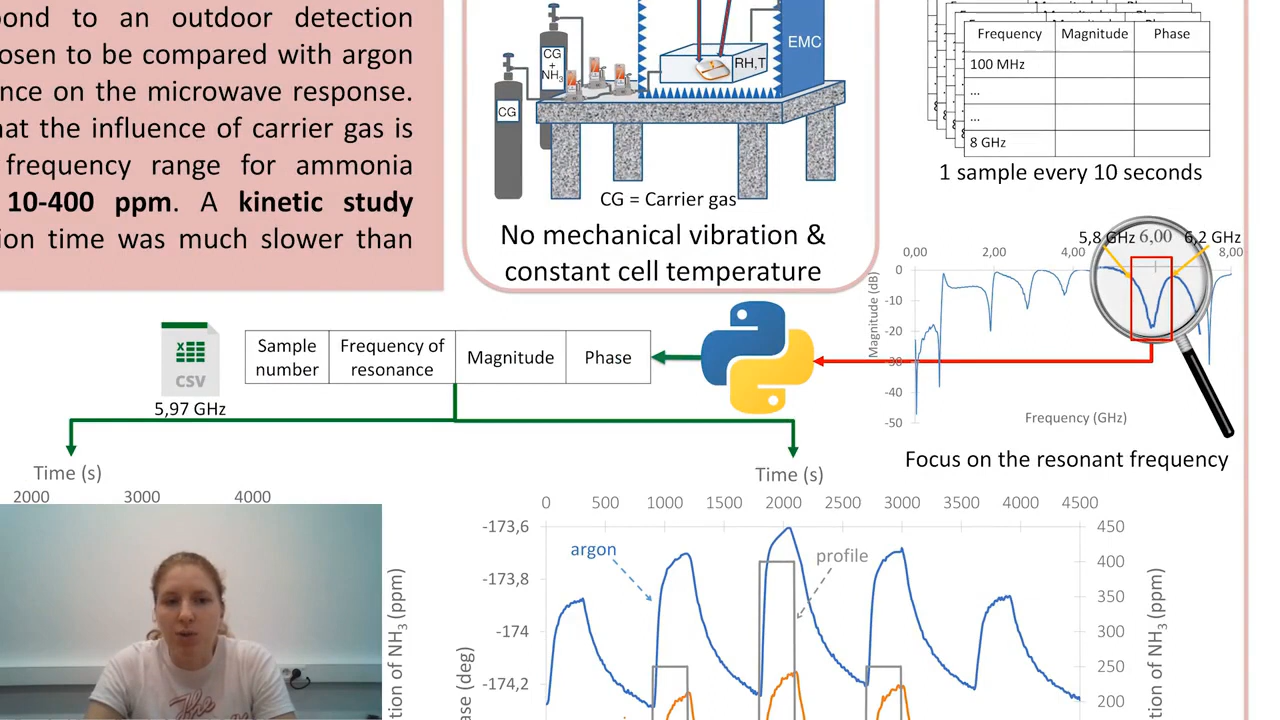 ond to an outdoor detection
osen to be compared with argon
nce on the microwave response.
hat the influence of carrier gas is
frequency range for ammonia
10-400 ppm. A kinetic study
ion time was much slower than
CG
+
NH3
CG
EMC
RH,T
CG = Carrier gas
No mechanical vibration &
constant cell temperature
Frequency Magnitude Phase
100 MHz
...
...
8 GHz
1 sample every 10 seconds
5,8 GHz 6,00 6,2 GHz
0,00 2,00 4,00 8,00
0
-10
-20
-30
-40
-50
Magnitude (dB)
Frequency (GHz)
Focus on the resonant frequency
CSV
5,97 GHz
Sample number
Frequency of resonance
Magnitude
Phase
Time (s)
2000 3000 4000
tion of NH3 (ppm)
Time (s)
0 500 1000 1500 2000 2500 3000 3500 4000 4500
-173,6
-173,8
-174
-174,2
ase (deg)
argon
profile
450
400
350
300
250
200
tion of NH3 (ppm)
The